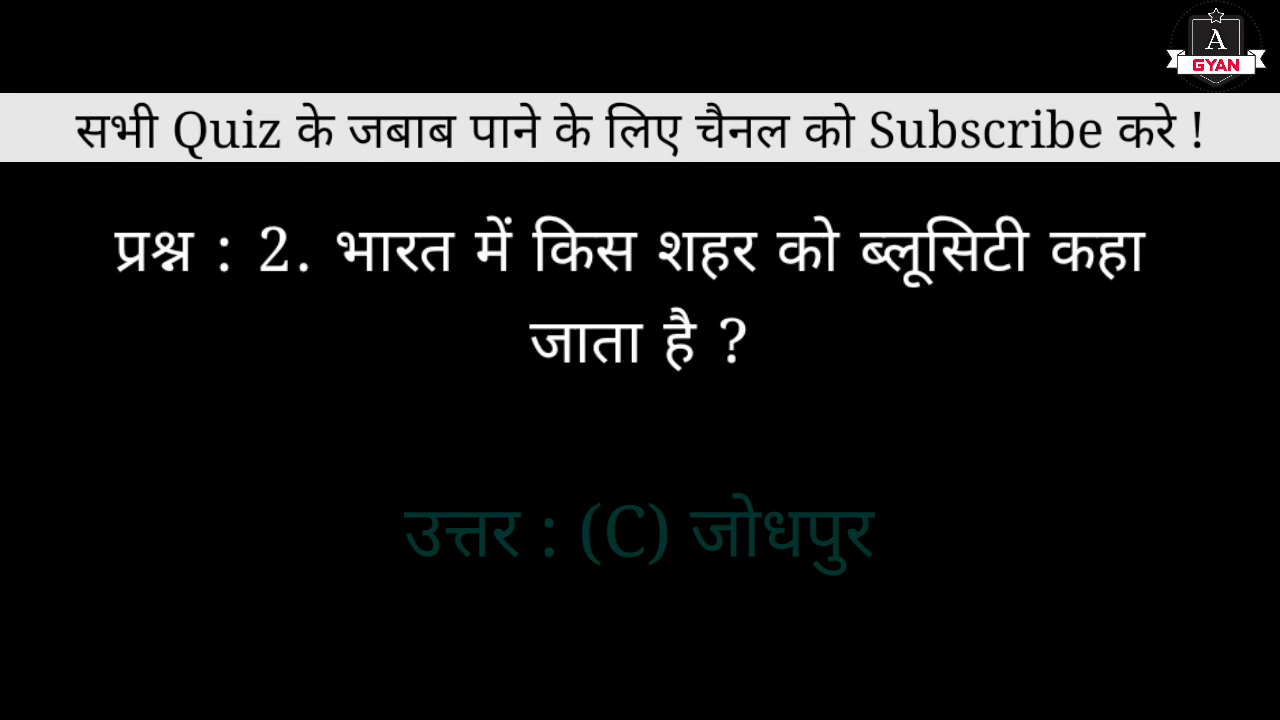 A
GYAN
सभी Quiz के जबाब पाने के लिए चैनल को Subscribe करे !
प्रश्न : 2. भारत में किस शहर को ब्लूसिटी कहा
जाता है ?
उत्तर : (C) जोधपुर